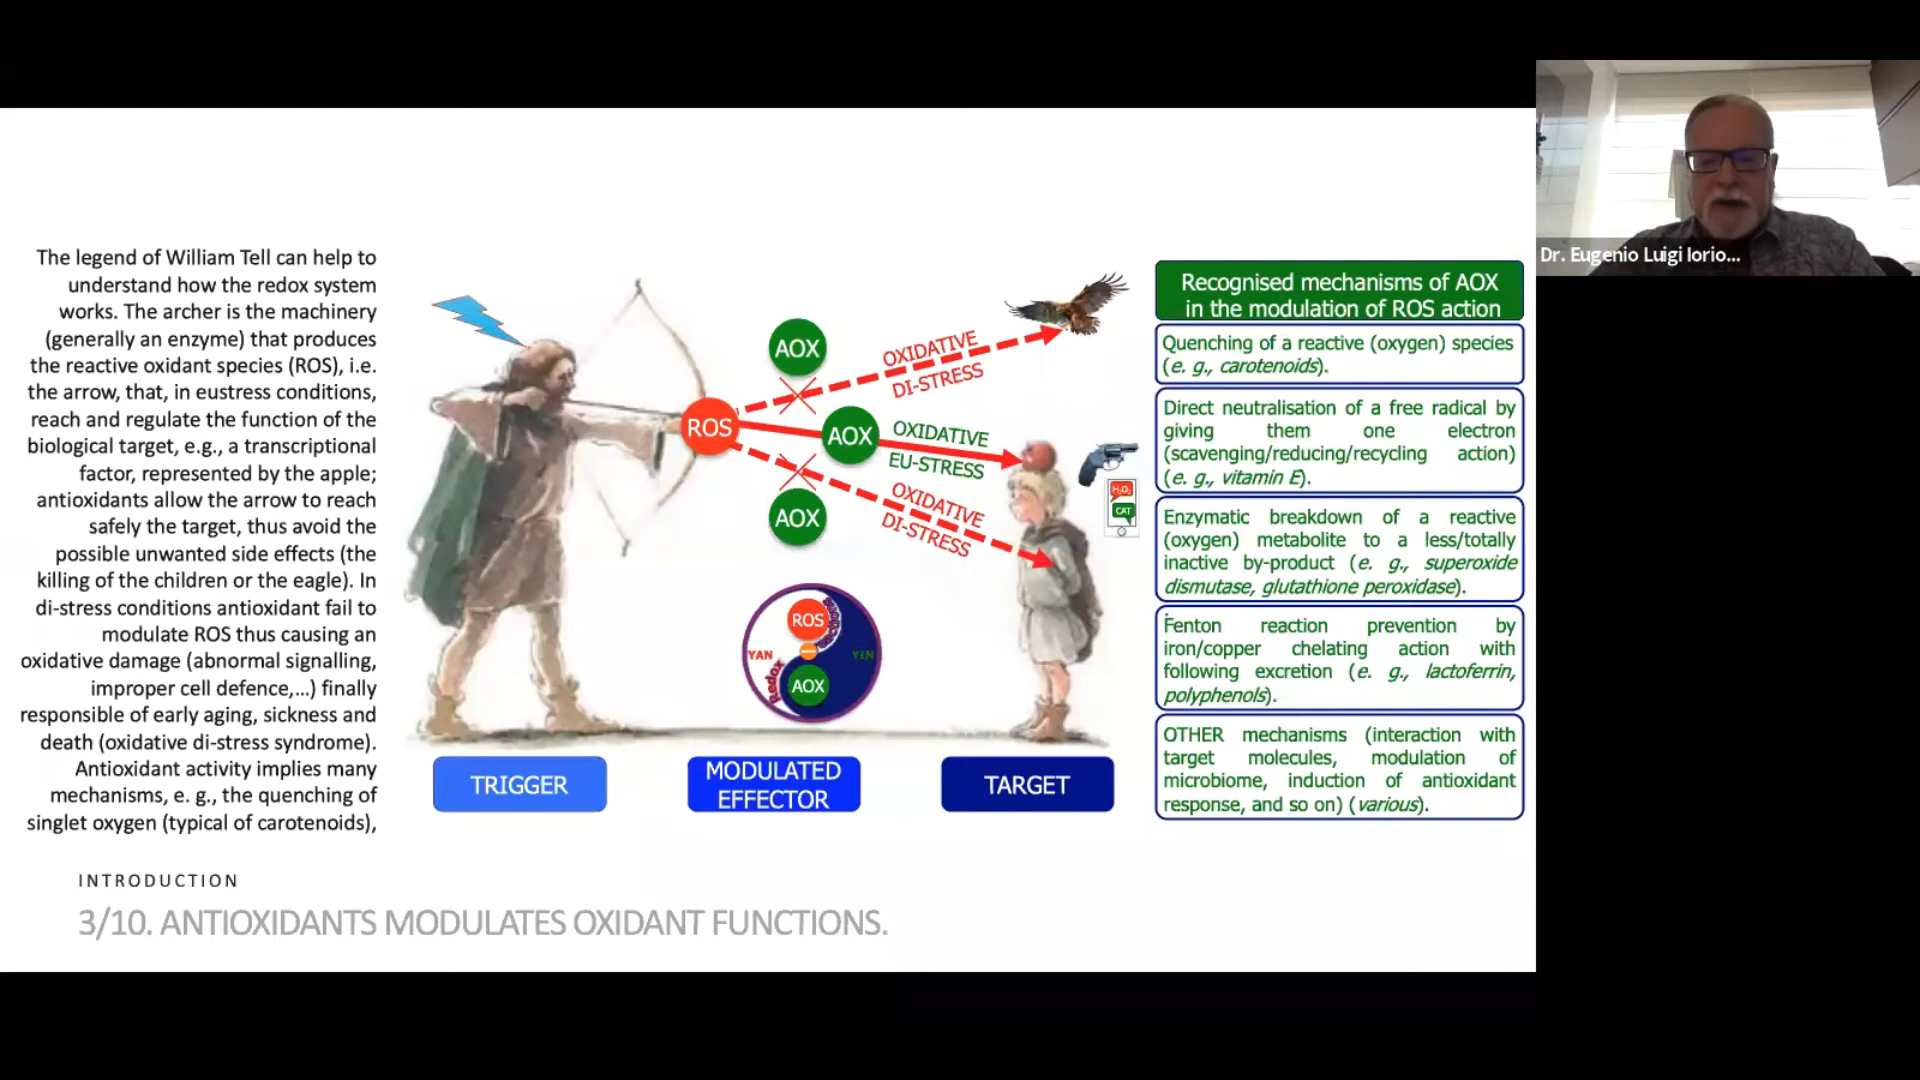 The legend of William Tell can help to
understand how the redox system
works. The archer is the machinery
(generally an enzyme) that produces
the reactive oxidant species (ROS), i.e.
the arrow, that, in eustress conditions,
reach and regulate the function of the
biological target, e.g., a transcriptional
factor, represented by the apple;
antioxidants allow the arrow to reach
safely the target, thus avoid the
possible unwanted side effects (the
killing of the children or the eagle). In
di-stress conditions antioxidant fail to
modulate ROS thus causing an
oxidative damage (abnormal signalling,
improper cell defence,...) finally
responsible of early aging, sickness and
death (oxidative di-stress syndrome).
Antioxidant activity implies many
mechanisms, e. g., the quenching of
singlet oxygen (typical of carotenoids),
AOX
OXIDATIVE
DI-STRESS
ROS
AOX
OXIDATIVE
EU-STRESS
AOX
OXIDATIVE
DI-STRESS
H₂O₂
CAT
ROS
YAN
YIN
Redox
AOX
TRIGGER
MODULATED
EFFECTOR
TARGET
Recognised mechanisms of AOX
in the modulation of ROS action
Quenching of a reactive (oxygen) species
(e. g., carotenoids).
Direct neutralisation of a free radical by
giving them one electron
(scavenging/reducing/recycling action)
(e. g., vitamin E).
Enzymatic breakdown of a reactive
(oxygen) metabolite to a less/totally
inactive by-product (e. g., superoxide
dismutase, glutathione peroxidase).
Fenton reaction prevention by
iron/copper chelating action with
following excretion (e. g., lactoferrin,
polyphenols).
OTHER mechanisms (interaction with
target molecules, modulation of
microbiome, induction of antioxidant
response, and so on) (various).
INTRODUCTION
3/10. ANTIOXIDANTS MODULATES OXIDANT FUNCTIONS.
Dr. Eugenio Luigi Iorio...